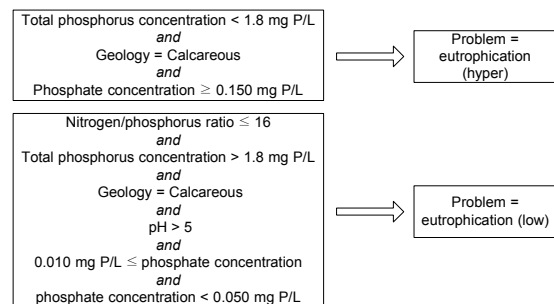 Total phosphorus concentration < 1.8 mg P/L
and
Geology = Calcareous
and
Phosphate concentration ≥ 0.150 mg P/L
Problem =
eutrophication
(hyper)
Nitrogen/phosphorus ratio ≤ 16
and
Total phosphorus concentration > 1.8 mg P/L
and
Geology = Calcareous
and
pH > 5
and
0.010 mg P/L ≤ phosphate concentration
and
phosphate concentration < 0.050 mg P/L
Problem =
eutrophication (low)